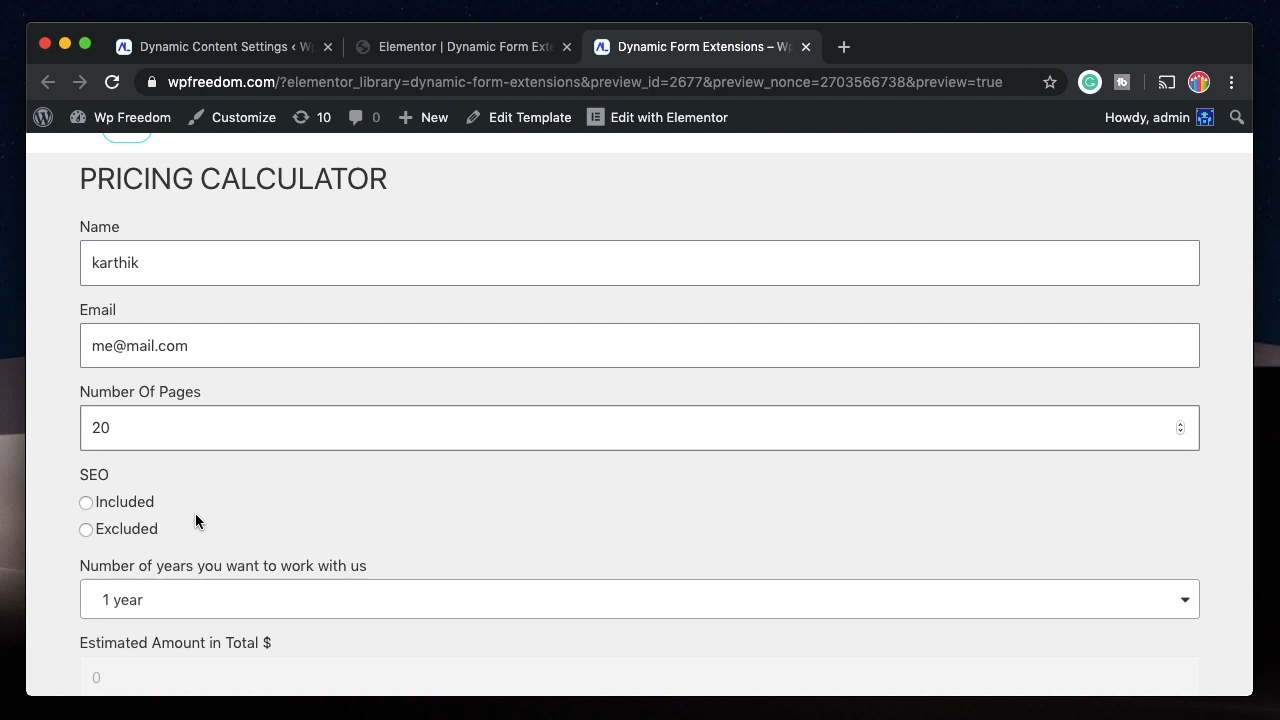 Dynamic Content Settings ‹ W
Elementor | Dynamic Form Exte
Dynamic Form Extensions – Wp
wpfreedom.com/?elementor_library=dynamic-form-extensions&preview_id=2677&preview_nonce=2703566738&preview=true
Wp Freedom
Customize
10
0
New
Edit Template
Edit with Elementor
Howdy, admin
PRICING CALCULATOR
Name
karthik
Email
me@mail.com
Number Of Pages
20
SEO
Included
Excluded
Number of years you want to work with us
1 year
Estimated Amount in Total $
0